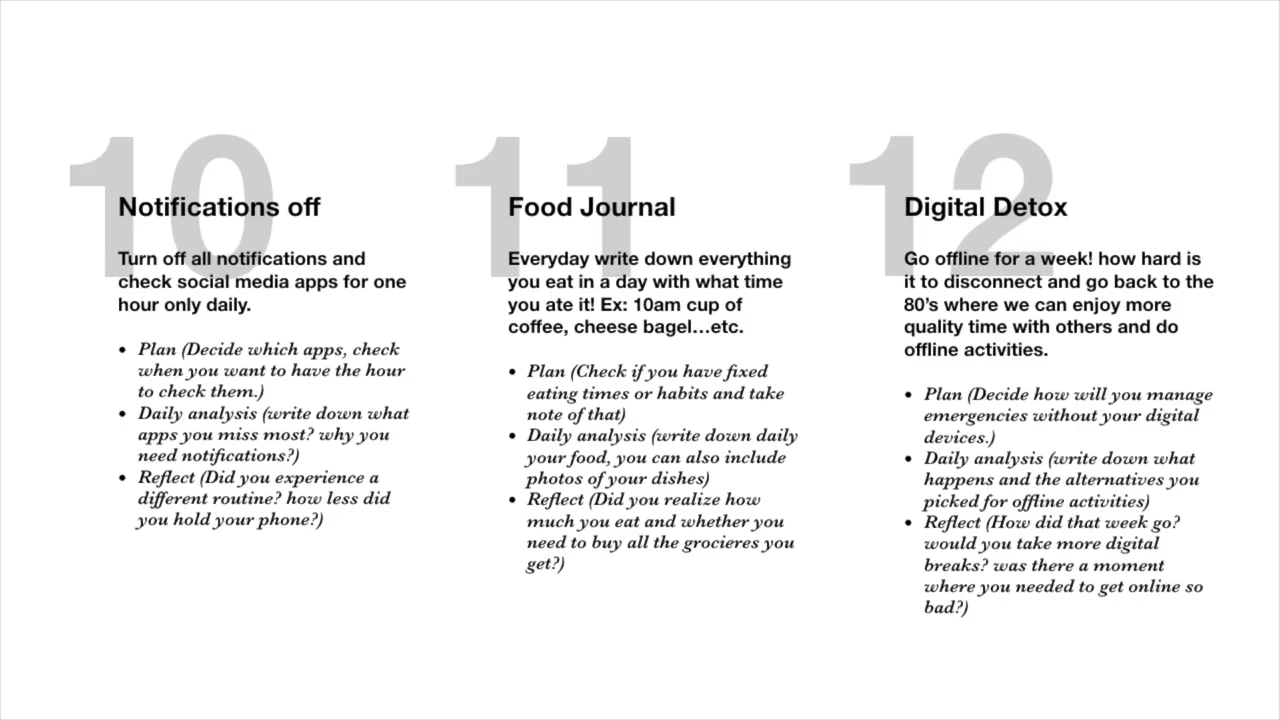 10
Notifications off
Turn off all notifications and
check social media apps for one
hour only daily.
• Plan (Decide which apps, check
when you want to have the hour
to check them.)
• Daily analysis (write down what
apps you miss most? why you
need notifications?)
• Reflect (Did you experience a
different routine? how less did
you hold your phone?)
11
Food Journal
Everyday write down everything
you eat in a day with what time
you ate it! Ex: 10am cup of
coffee, cheese bagel...etc.
• Plan (Check if you have fixed
eating times or habits and take
note of that)
• Daily analysis (write down daily
your food, you can also include
photos of your dishes)
• Reflect (Did you realize how
much you eat and whether you
need to buy all the grocieres you
get?)
12
Digital Detox
Go offline for a week! how hard is
it to disconnect and go back to the
80's where we can enjoy more
quality time with others and do
offline activities.
• Plan (Decide how will you manage
emergencies without your digital
devices.)
• Daily analysis (write down what
happens and the alternatives you
picked for offline activities)
• Reflect (How did that week go?
would you take more digital
breaks? was there a moment
where you needed to get online so
bad?)